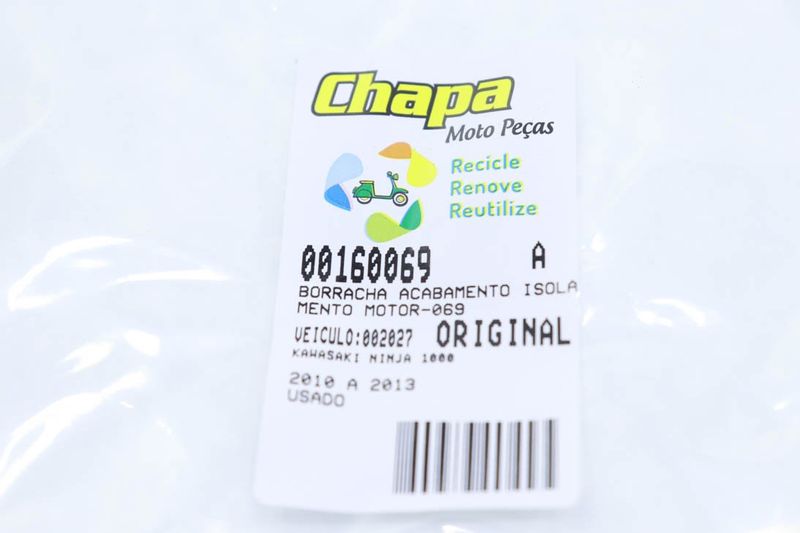 Chapa
Moto Peças
Recicle
Renove
Reutilize
00160069 A
BORRACHA ACABAMENTO ISOLA
MENTO MOTOR-069
VEICULO:002027 ORIGINAL
KAWASAKI NINJA 1000
2010 A 2013
USADO